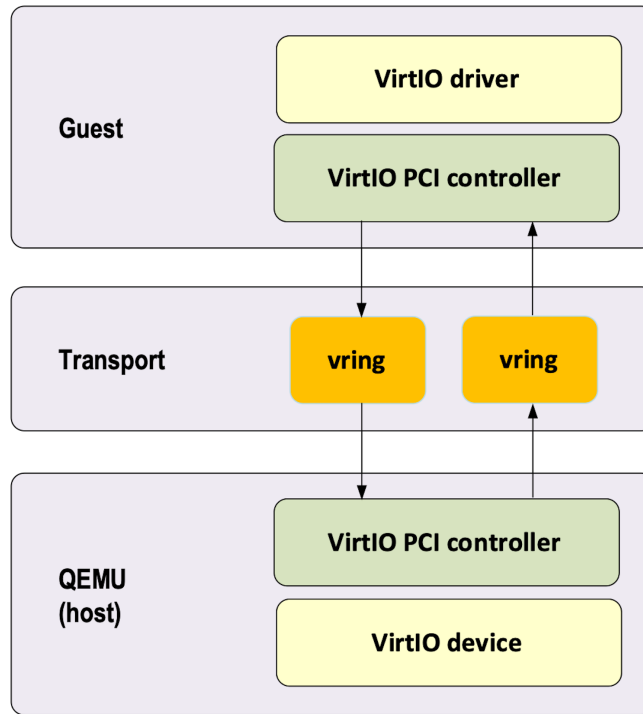 VirtIO driver
Guest
VirtIO PCI controller
Transport
vring
vring
VirtIO PCI controller
QEMU
(host)
VirtIO device